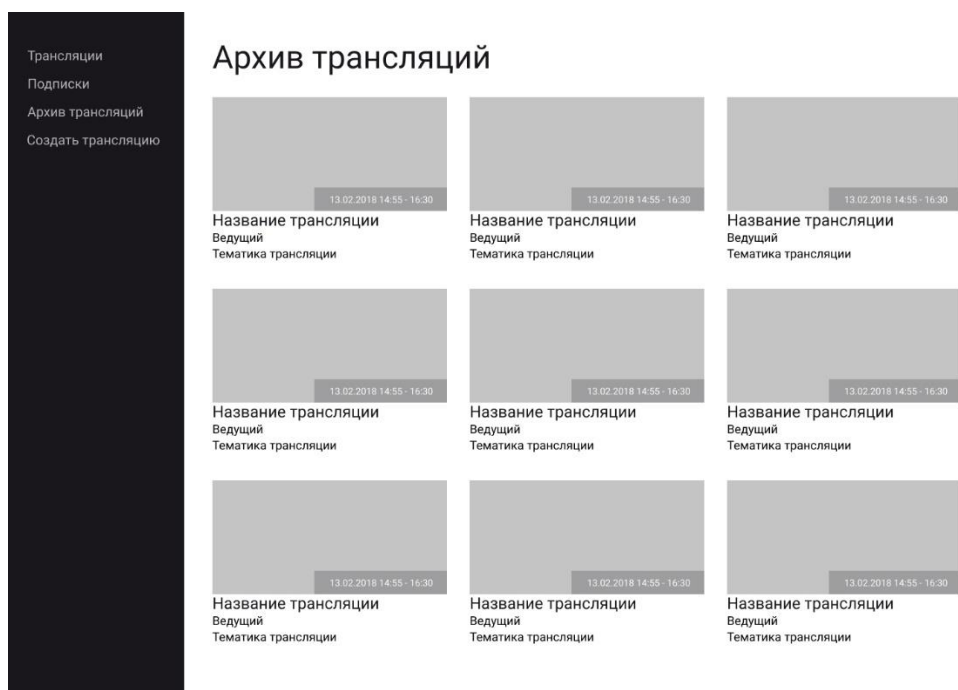 Трансляции
Подписки
Архив трансляций
Создать трансляцию
Архив трансляций
13.02.2018 14:55 - 16:30
Название трансляции
Ведущий
Тематика трансляции
13.02.2018 14:55 - 16:30
Название трансляции
Ведущий
Тематика трансляции
13.02.2018 14:55 - 16:30
Название трансляции
Ведущий
Тематика трансляции
13.02.2018 14:55 - 16:30
Название трансляции
Ведущий
Тематика трансляции
13.02.2018 14:55 - 16:30
Название трансляции
Ведущий
Тематика трансляции
13.02.2018 14:55 - 16:30
Название трансляции
Ведущий
Тематика трансляции
13.02.2018 14:55 - 16:30
Название трансляции
Ведущий
Тематика трансляции
13.02.2018 14:55 - 16:30
Название трансляции
Ведущий
Тематика трансляции
13.02.2018 14:55 - 16:30
Название трансляции
Ведущий
Тематика трансляции